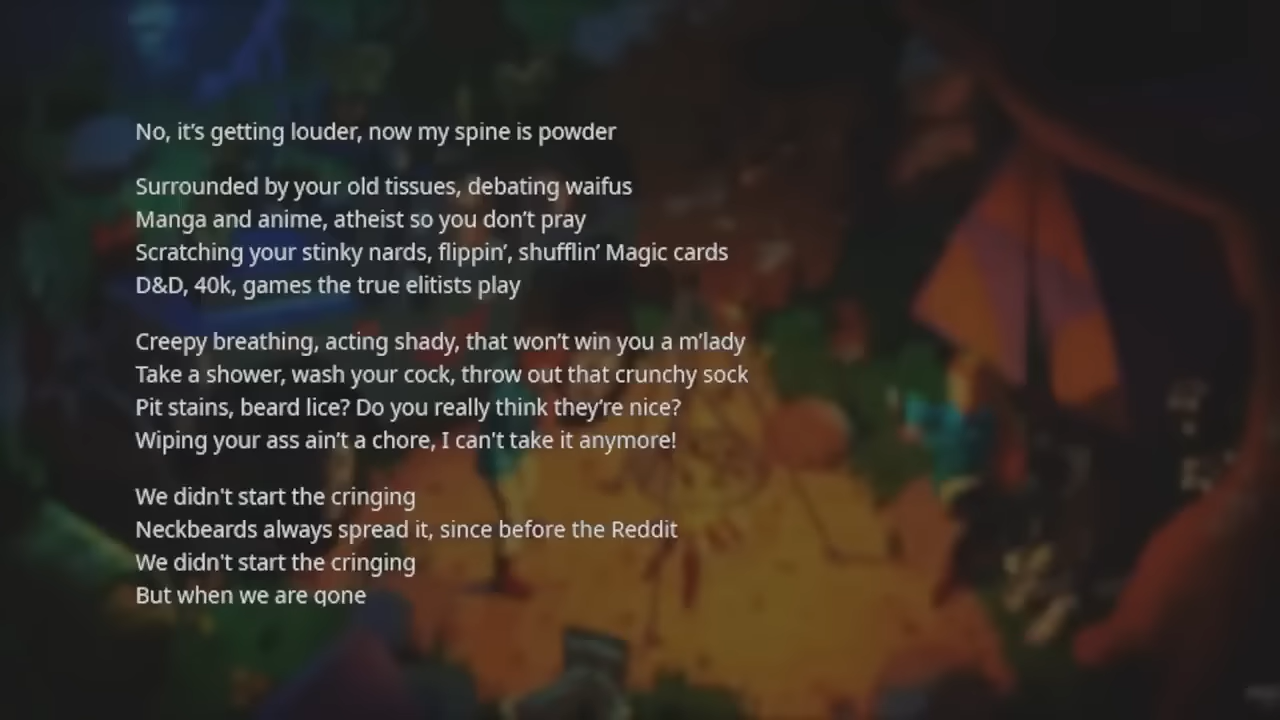 No, it’s getting louder, now my spine is powder
Surrounded by your old tissues, debating waifus
Manga and anime, atheist so you don’t pray
Scratching your stinky nards, flippin’, shufflin’ Magic cards
D&D, 40k, games the true elitists play
Creepy breathing, acting shady, that won’t win you a m’lady
Take a shower, wash your cock, throw out that crunchy sock
Pit stains, beard lice? Do you really think they’re nice?
Wiping your ass ain’t a chore, I can't take it anymore!
We didn't start the cringing
Neckbeards always spread it, since before the Reddit
We didn't start the cringing
But when we are gone